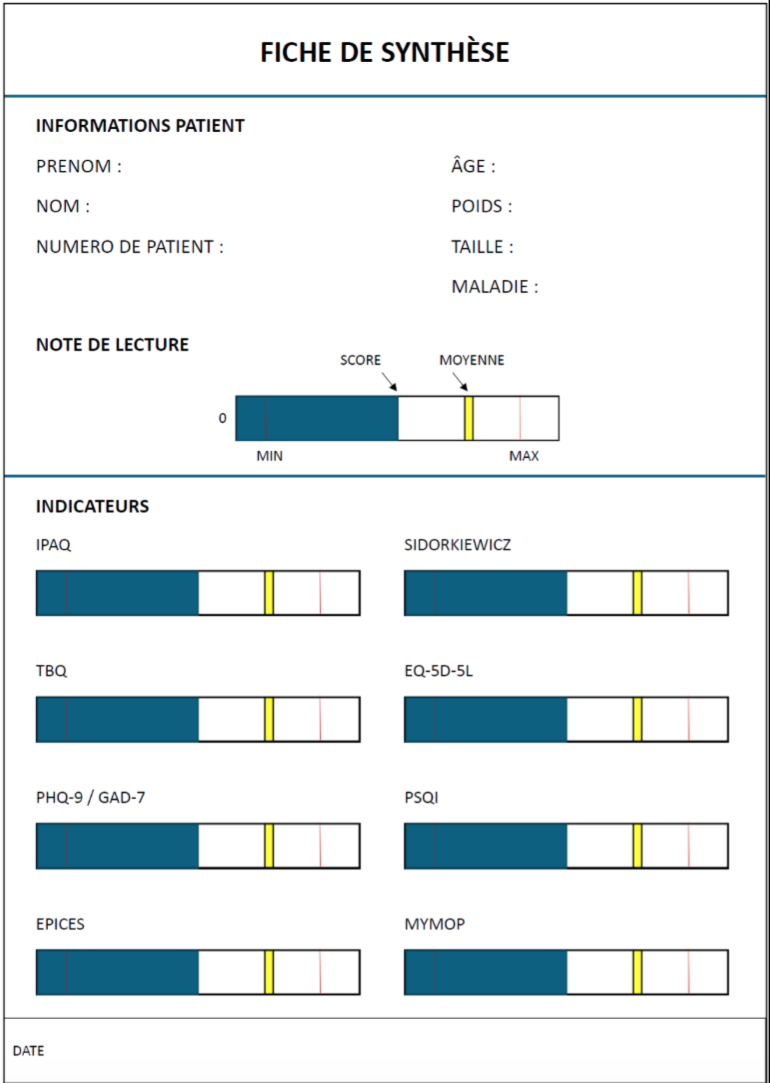 FICHE DE SYNTHÈSE
INFORMATIONS PATIENT
PRENOM :
NOM :
NUMERO DE PATIENT :
ÂGE :
POIDS :
TAILLE :
MALADIE :
NOTE DE LECTURE
SCORE MOYENNE
0
MIN MAX
INDICATEURS
IPAQ SIDORKIEWICZ
TBQ EQ-5D-5L
PHQ-9 / GAD-7 PSQI
EPICES MYMOP
DATE